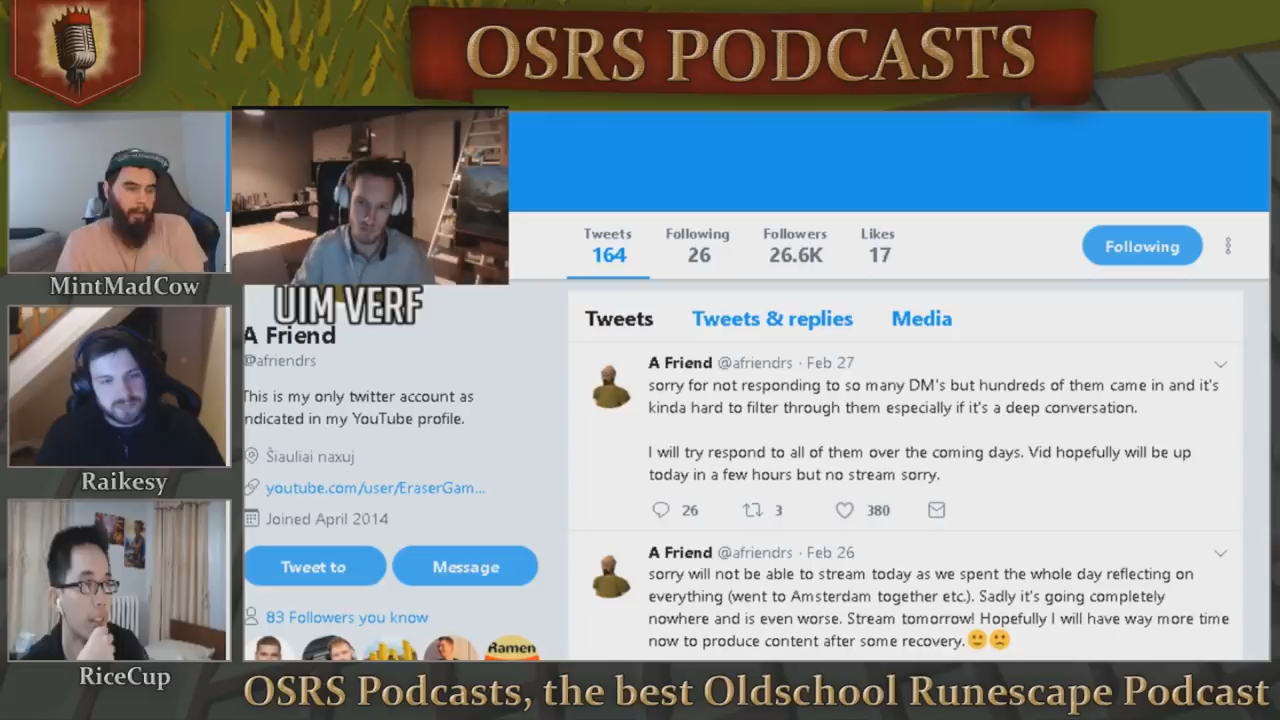 OSRS PODCASTS
MintMadCow
UIM VERF
Raikesy
RiceCup
Tweets
164
Following
26
Followers
26.6K
Likes
17
Following
A Friend
@afriendrs
This is my only twitter account as
ndicated in my YouTube profile.
Šiauliai naxuj
youtube.com/user/EraserGam...
Joined April 2014
Tweet to
Message
83 Followers you know
Ramen
Tweets
Tweets & replies
Media
A Friend @afriendrs · Feb 27
sorry for not responding to so many DM's but hundreds of them came in and it's
kinda hard to filter through them especially if it's a deep conversation.
I will try respond to all of them over the coming days. Vid hopefully will be up
today in a few hours but no stream sorry.
26
3
380
A Friend @afriendrs · Feb 26
sorry will not be able to stream today as we spent the whole day reflecting on
everything (went to Amsterdam together etc.). Sadly it's going completely
nowhere and is even worse. Stream tomorrow! Hopefully I will have way more time
now to produce content after some recovery.🙂🙁
OSRS Podcasts, the best Oldschool Runescape Podcast